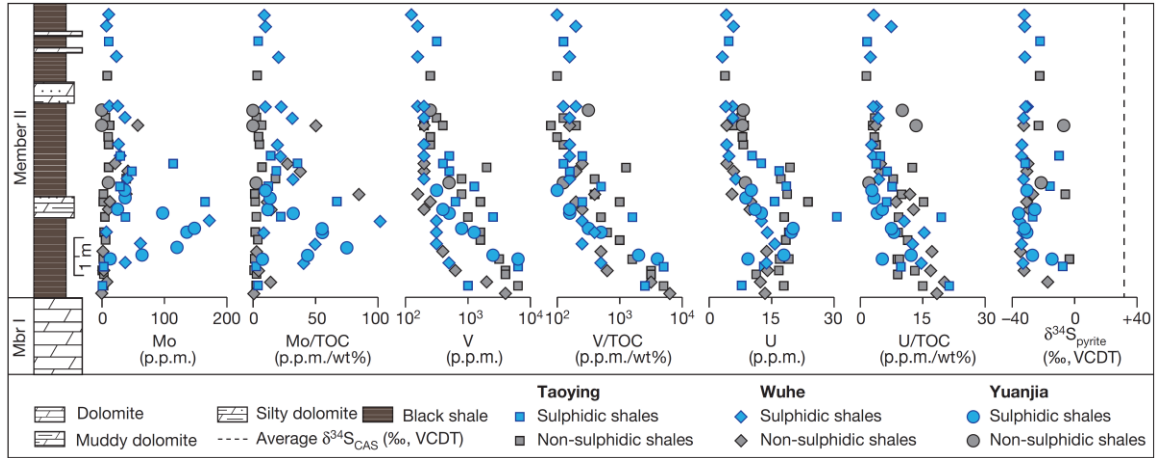 Member II
1 m
Mbr I
0 100 200
0 50 100
10² 10³ 10⁴
10² 10³ 10⁴
0 15 30
0 15 30
−40 0 +40
Mo
(p.p.m.)
Mo/TOC
(p.p.m./wt%)
V
(p.p.m.)
V/TOC
(p.p.m./wt%)
U
(p.p.m.)
U/TOC
(p.p.m./wt%)
δ³⁴Spyrite
(‰, VCDT)
Dolomite
Silty dolomite
Black shale
Muddy dolomite
Average δ³⁴SCAS (‰, VCDT)
Taoying
Sulphidic shales
Non-sulphidic shales
Wuhe
Sulphidic shales
Non-sulphidic shales
Yuanjia
Sulphidic shales
Non-sulphidic shales